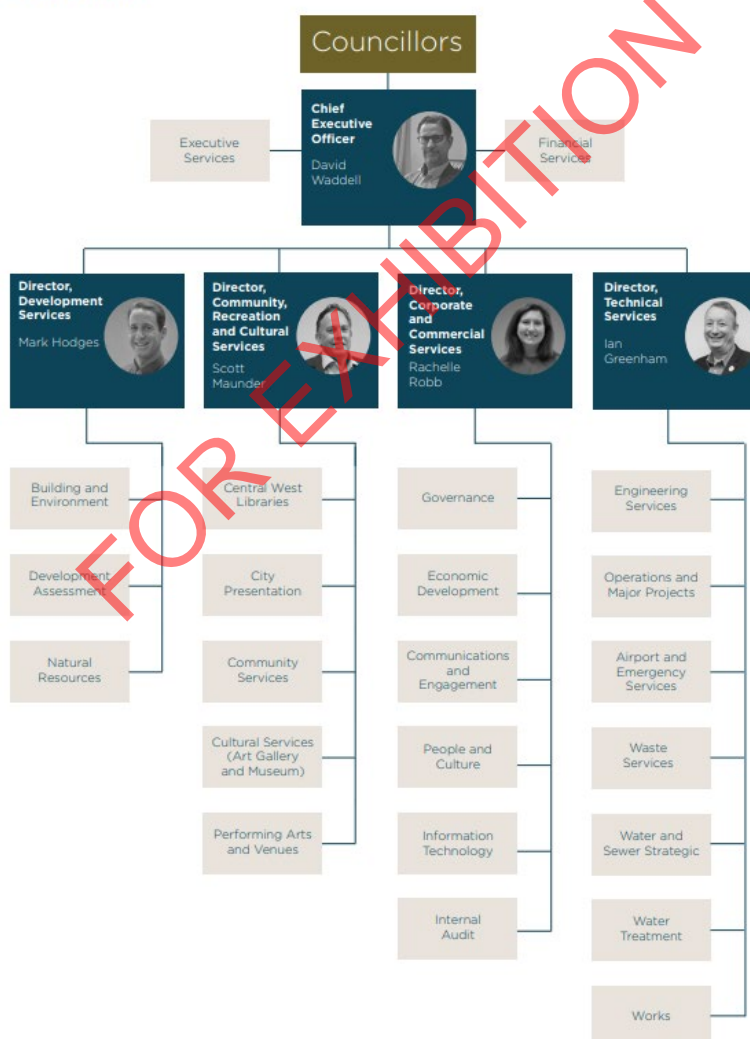 Councillors
Chief
Executive
Officer
David
Waddell
Executive
Services
Financial
Services
Director,
Development
Services
Mark Hodges
Director,
Community,
Recreation
and Cultural
Services
Scott
Maunder
Director,
Corporate
and
Commercial
Services
Rachelle
Robb
Director,
Technical
Services
Ian
Greenham
Building and
Environment
Development
Assessment
Natural
Resources
Central West
Libraries
City
Presentation
Community
Services
Cultural Services
(Art Gallery
and Museum)
Performing Arts
and Venues
Governance
Economic
Development
Communications
and
Engagement
People and
Culture
Information
Technology
Internal
Audit
Engineering
Services
Operations and
Major Projects
Airport and
Emergency
Services
Waste
Services
Water and
Sewer Strategic
Water
Treatment
Works
FOR EXHIBITION